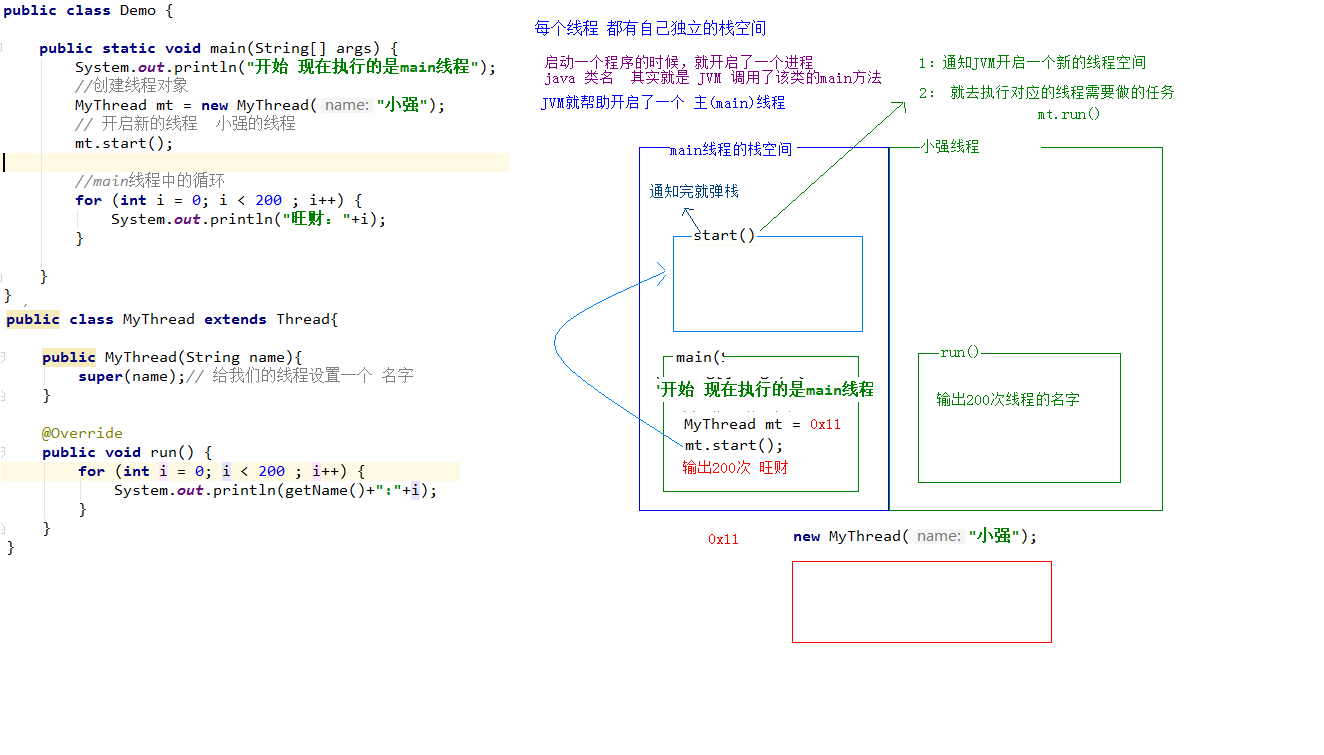 public class Demo {
public static void main(String[] args) {
System.out.println("开始 现在执行的是main线程");
//创建线程对象
MyThread mt = new MyThread( name: "小强");
// 开启新的线程  小强的线程
mt.start();
//main线程中的循环
for (int i = 0; i < 200 ; i++) {
System.out.println("旺财："+i);
}
}
}
public class MyThread extends Thread{
public MyThread(String name){
super(name);// 给我们的线程设置一个 名字
}
@Override
public void run() {
for (int i = 0; i < 200 ; i++) {
System.out.println(getName()+":"+i);
}
}
}
每个线程 都有自己独立的栈空间
启动一个程序的时候，就开启了一个进程
java 类名  其实就是 JVM 调用了该类的main方法
JVM就帮助开启了一个 主(main)线程
1：通知JVM开启一个新的线程空间
2： 就去执行对应的线程需要做的任务
mt.run()
main线程的栈空间
小强线程
通知完就弹栈
start()
main(
开始 现在执行的是main线程
MyThread mt = 0x11
mt.start();
输出200次 旺财
run()
输出200次线程的名字
0x11
new MyThread( name: "小强");